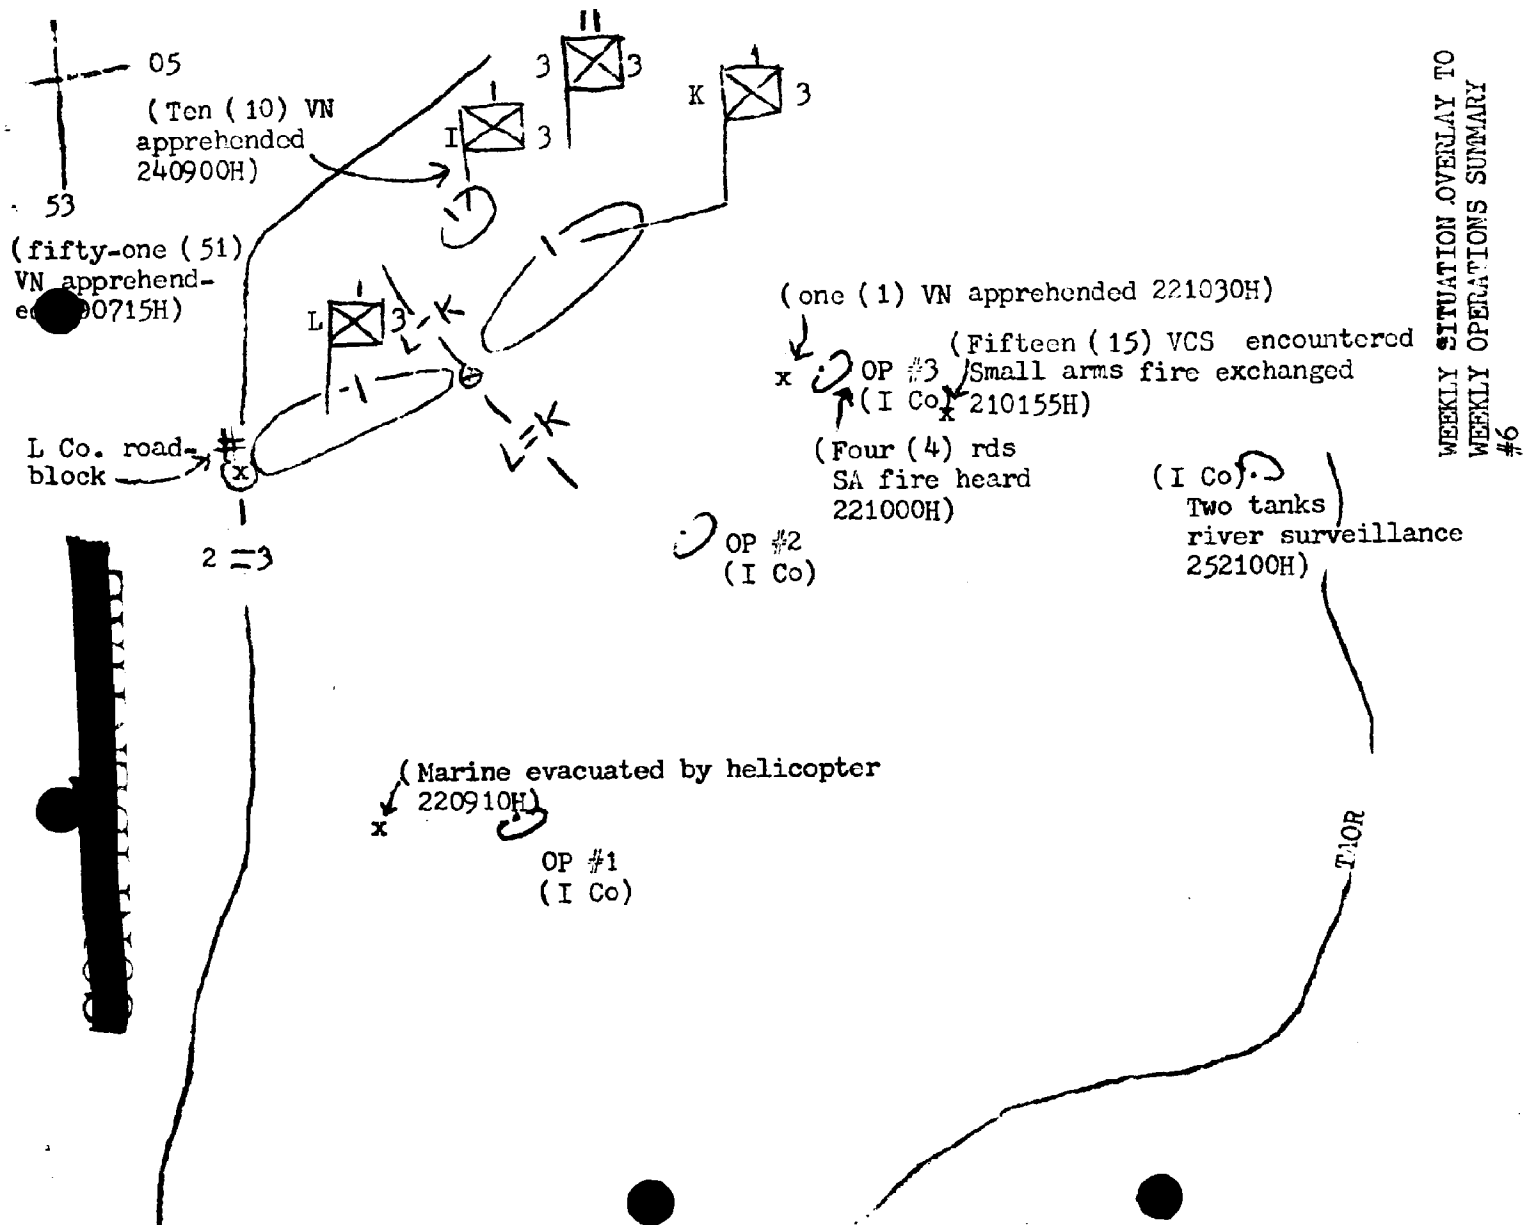 05
(Ten (10) VN
apprehended
240900H)
53
(fifty-one (51)
VN apprehend-
0715H)
3 3
I 3
K 3
L 3
L-K
L=K
L Co. road-
block
2 = 3
(one (1) VN apprehended 221030H)
x
OP #3
(I Co)
(Fifteen (15) VCS encountered
Small arms fire exchanged
x 210155H)
(Four (4) rds
SA fire heard
221000H)
(I Co)
Two tanks
river surveillance
252100H)
OP #2
(I Co)
(Marine evacuated by helicopter
220910H)
x
OP #1
(I Co)
x
TAOR
WEEKLY SITUATION OVERLAY TO
WEEKLY OPERATIONS SUMMARY
#6